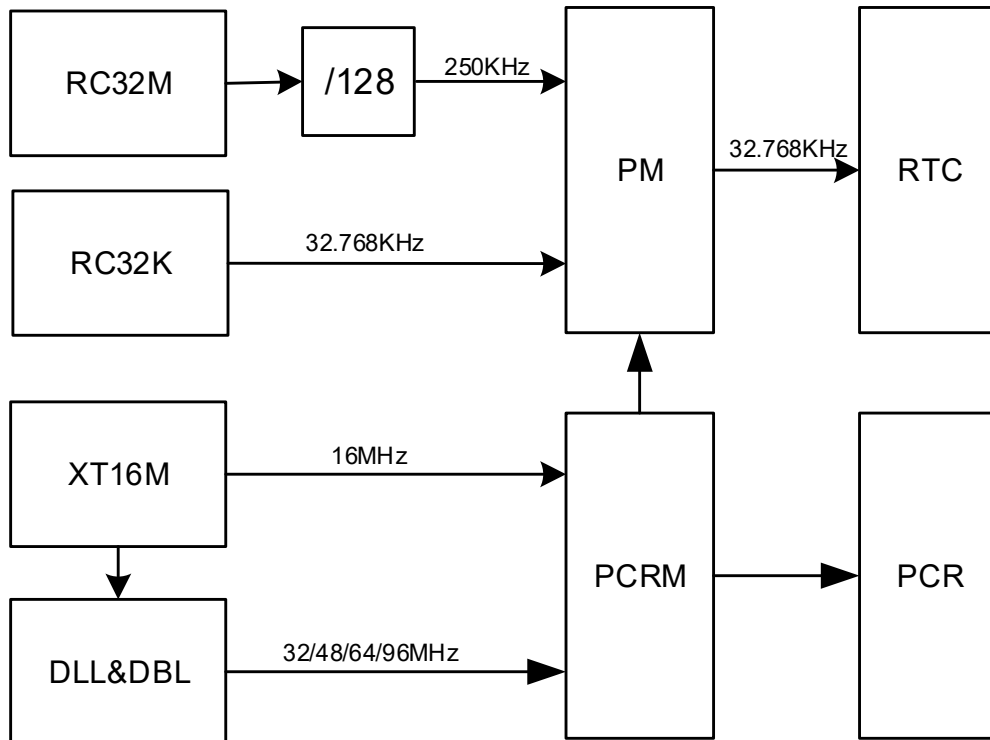 RC32M
/128
250KHz
PM
32.768KHz
RTC
RC32K
32.768KHz
XT16M
16MHz
PCRM
PCR
DLL&DBL
32/48/64/96MHz